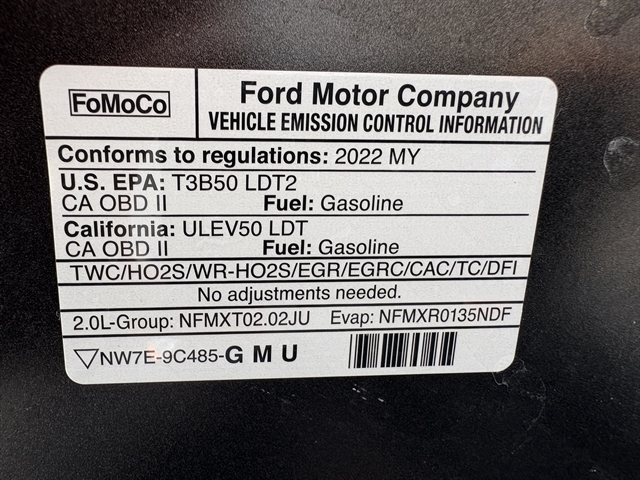 FoMoCo
Ford Motor Company
VEHICLE EMISSION CONTROL INFORMATION
Conforms to regulations: 2022 MY
U.S. EPA: T3B50 LDT2
CA OBD II Fuel: Gasoline
California: ULEV50 LDT
CA OBD II Fuel: Gasoline
TWC/HO2S/WR-HO2S/EGR/EGRC/CAC/TC/DFI
No adjustments needed.
2.0L-Group: NFMXT02.02JU Evap: NFMXR0135NDF
NW7E-9C485-G M U